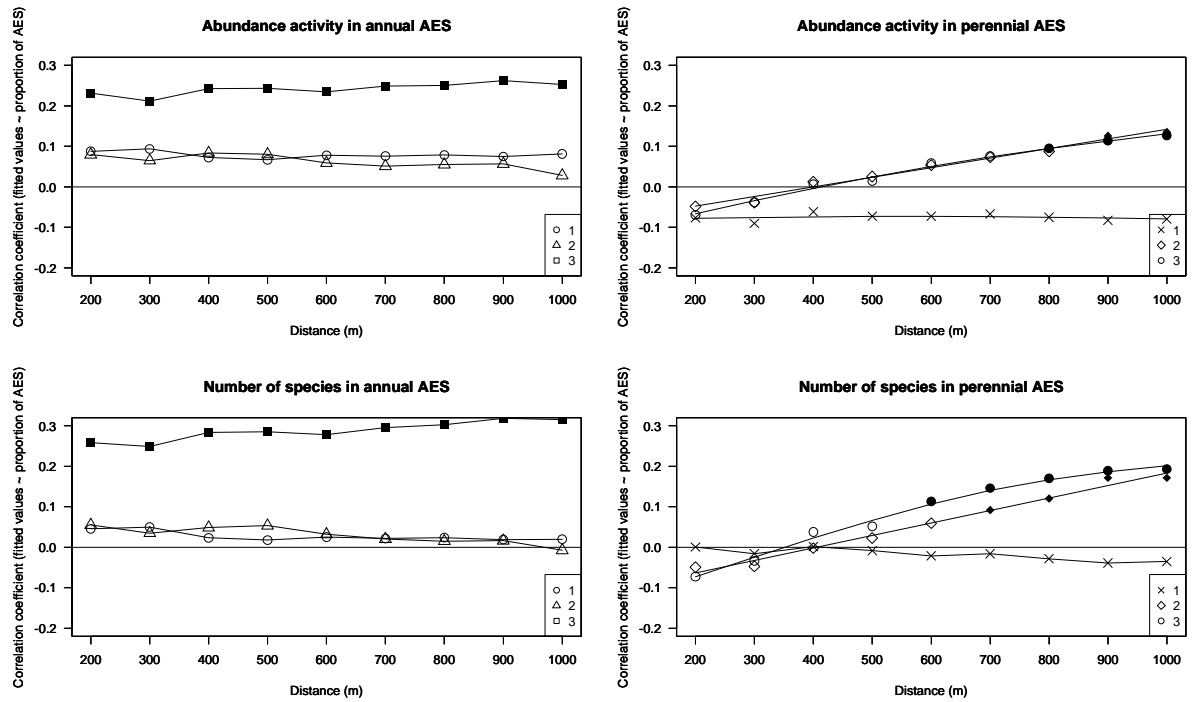 Abundance activity in annual AES
Correlation coefficient (fitted values ~ proportion of AES)
0.3
0.2
0.1
0.0
-0.1
-0.2
1
2
3
200 300 400 500 600 700 800 900 1000
Distance (m)
Abundance activity in perennial AES
Correlation coefficient (fitted values ~ proportion of AES)
0.3
0.2
0.1
0.0
-0.1
-0.2
1
2
3
200 300 400 500 600 700 800 900 1000
Distance (m)
Number of species in annual AES
Correlation coefficient (fitted values ~ proportion of AES)
0.3
0.2
0.1
0.0
-0.1
-0.2
1
2
3
200 300 400 500 600 700 800 900 1000
Distance (m)
Number of species in perennial AES
Correlation coefficient (fitted values ~ proportion of AES)
0.3
0.2
0.1
0.0
-0.1
-0.2
1
2
3
200 300 400 500 600 700 800 900 1000
Distance (m)